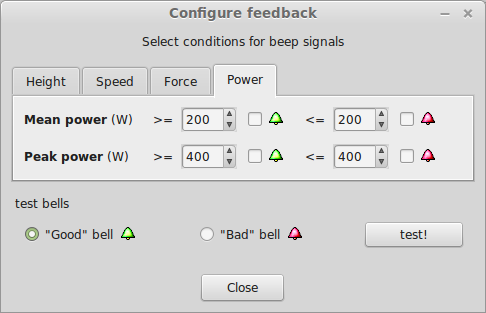 Configure feedback
Select conditions for beep signals
Height Speed Force Power
Mean power (W) >= 200 <= 200
Peak power (W) >= 400 <= 400
test bells
"Good" bell "Bad" bell test!
Close